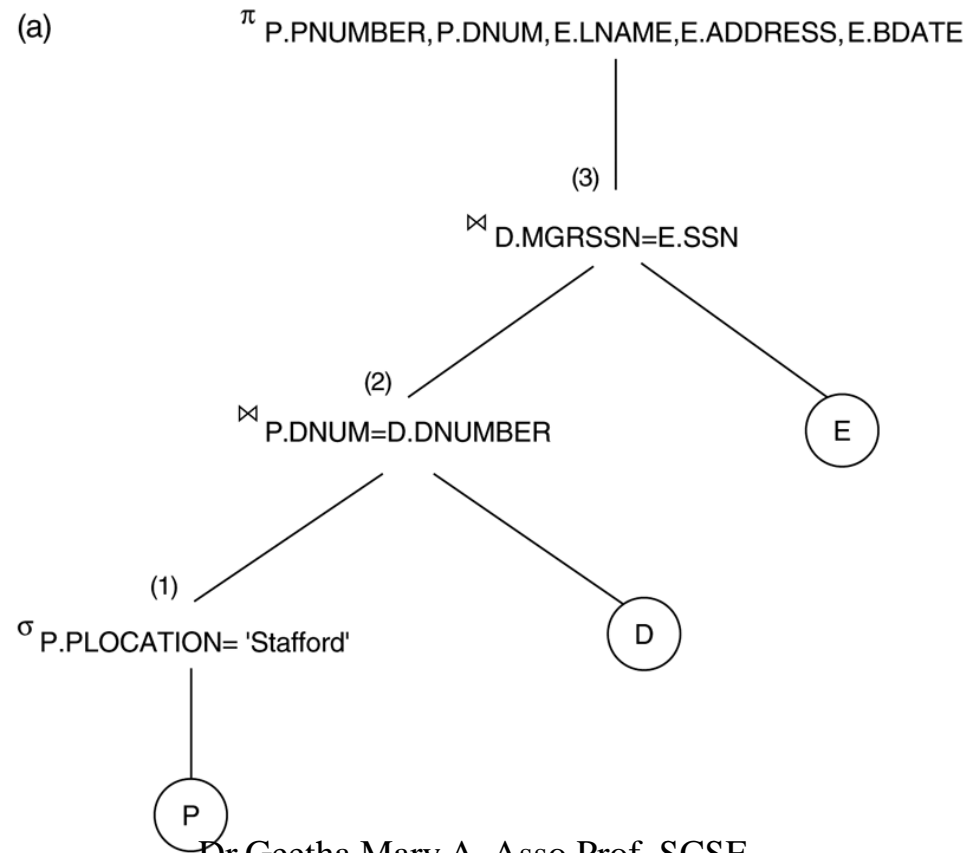 (a)
π P.PNUMBER,P.DNUM,E.LNAME,E.ADDRESS,E.BDATE
(3)
⋈ D.MGRSSN=E.SSN
(2)
⋈ P.DNUM=D.DNUMBER
E
(1)
σ P.PLOCATION= 'Stafford'
D
P
Dr.Geetha Mary A, Asso Prof, SCSE,